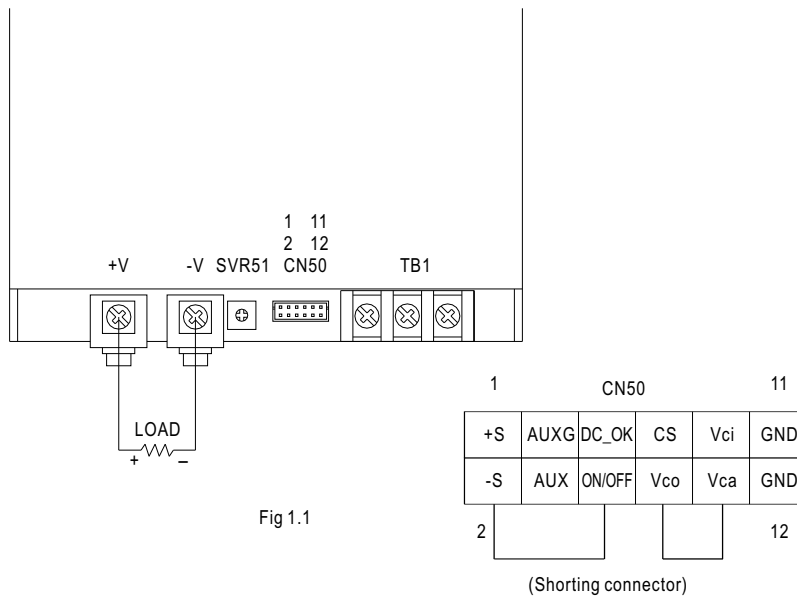 1 11
2 12
+V -V SVR51 CN50 TB1
LOAD
+ –
Fig 1.1
1 CN50 11
+S AUXG DC_OK CS Vci GND
-S AUX ON/OFF Vco Vca GND
2 12
(Shorting connector)